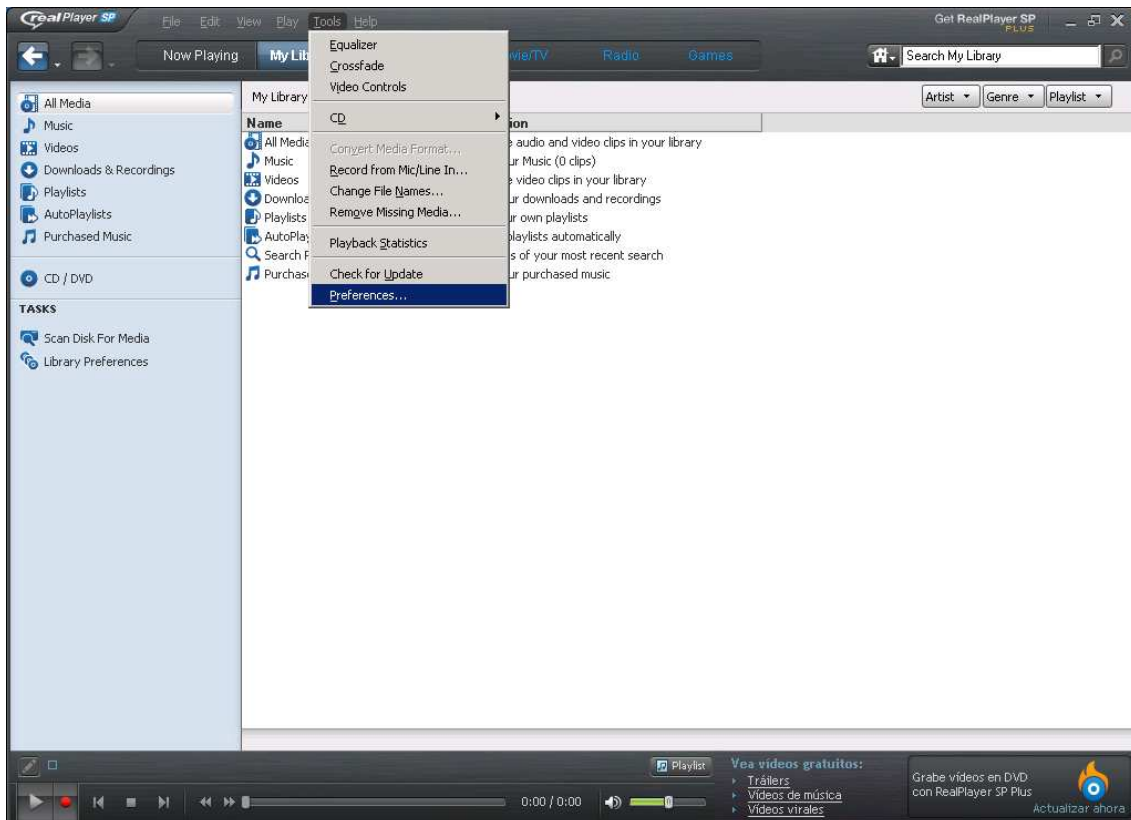 real Player SP
File Edit View Play Tools Help
Get RealPlayer SP
PLUS
Now Playing My Lib ovie/TV Radio Games
Search My Library
All Media
Music
Videos
Downloads & Recordings
Playlists
AutoPlaylists
Purchased Music
CD / DVD
TASKS
Scan Disk For Media
Library Preferences
Equalizer
Crossfade
Video Controls
CD
Convert Media Format...
Record from Mic/Line In...
Change File Names...
Remove Missing Media...
Playback Statistics
Check for Update
Preferences...
My Library
Artist Genre Playlist
Name ion
All Media audio and video clips in your library
Music ur Music (0 clips)
Videos video clips in your library
Downloa ur downloads and recordings
Playlists ur own playlists
AutoPlay playlists automatically
Search s of your most recent search
Purchas ur purchased music
Playlist
0:00 / 0:00
Vea vídeos gratuitos:
Tráilers
Vídeos de música
Vídeos virales
Grabe vídeos en DVD
con RealPlayer SP Plus
Actualizar ahora